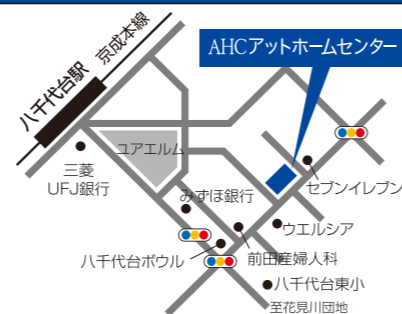 京成本線
八千代台駅
AHCアットホームセンター
ユアエルム
三菱
UFJ銀行
セブンイレブン
みずほ銀行
ウエルシア
八千代台ボウル
前田産婦人科
八千代台東小
至花見川団地